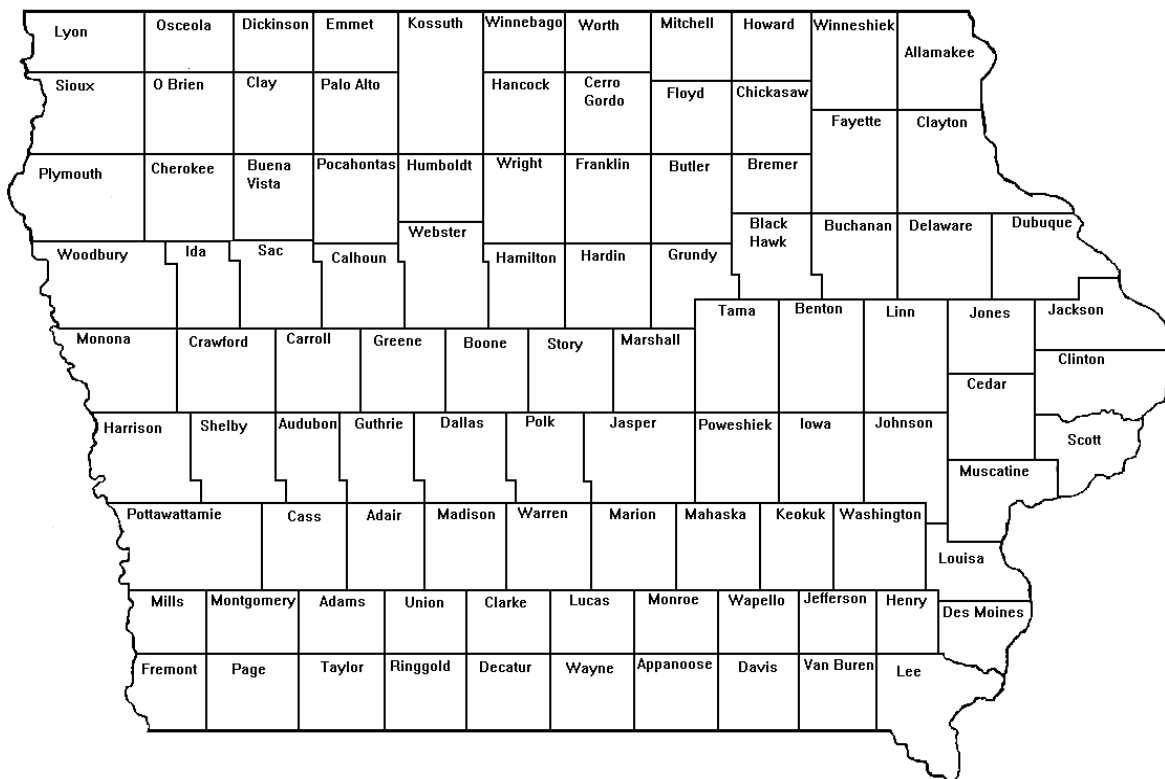 Lyon
Osceola
Dickinson
Emmet
Kossuth
Winnebago
Worth
Mitchell
Howard
Winneshiek
Allamakee
Sioux
O Brien
Clay
Palo Alto
Hancock
Cerro
Gordo
Floyd
Chickasaw
Fayette
Clayton
Plymouth
Cherokee
Buena
Vista
Pocahontas
Humboldt
Wright
Franklin
Butler
Bremer
Webster
Black
Hawk
Buchanan
Delaware
Dubuque
Woodbury
Ida
Sac
Calhoun
Hamilton
Hardin
Grundy
Tama
Benton
Linn
Jones
Jackson
Monona
Crawford
Carroll
Greene
Boone
Story
Marshall
Clinton
Cedar
Harrison
Shelby
Audubon
Guthrie
Dallas
Polk
Jasper
Poweshiek
Iowa
Johnson
Scott
Muscatine
Pottawattamie
Cass
Adair
Madison
Warren
Marion
Mahaska
Keokuk
Washington
Louisa
Mills
Montgomery
Adams
Union
Clarke
Lucas
Monroe
Wapello
Jefferson
Henry
Des Moines
Fremont
Page
Taylor
Ringgold
Decatur
Wayne
Appanoose
Davis
Van Buren
Lee